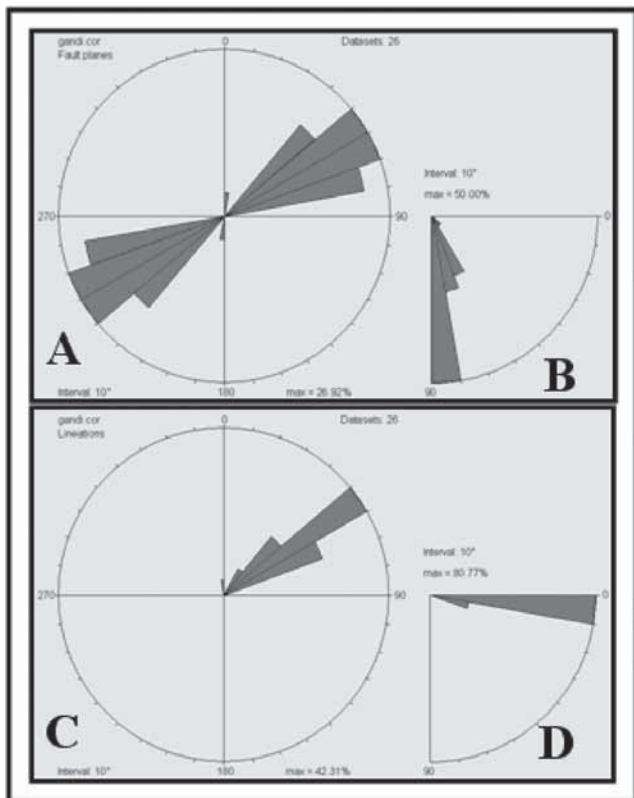 gandi.cor
Fault planes
0
Datasets: 26
Interval: 10°
max = 50.00%
270
90
0
A
B
90
Interval: 10°
180
max = 26.92%
gandi.cor
Lineations
0
Datasets: 26
Interval: 10°
max = 80.77%
270
90
0
C
D
90
Interval: 10°
180
max = 42.31%